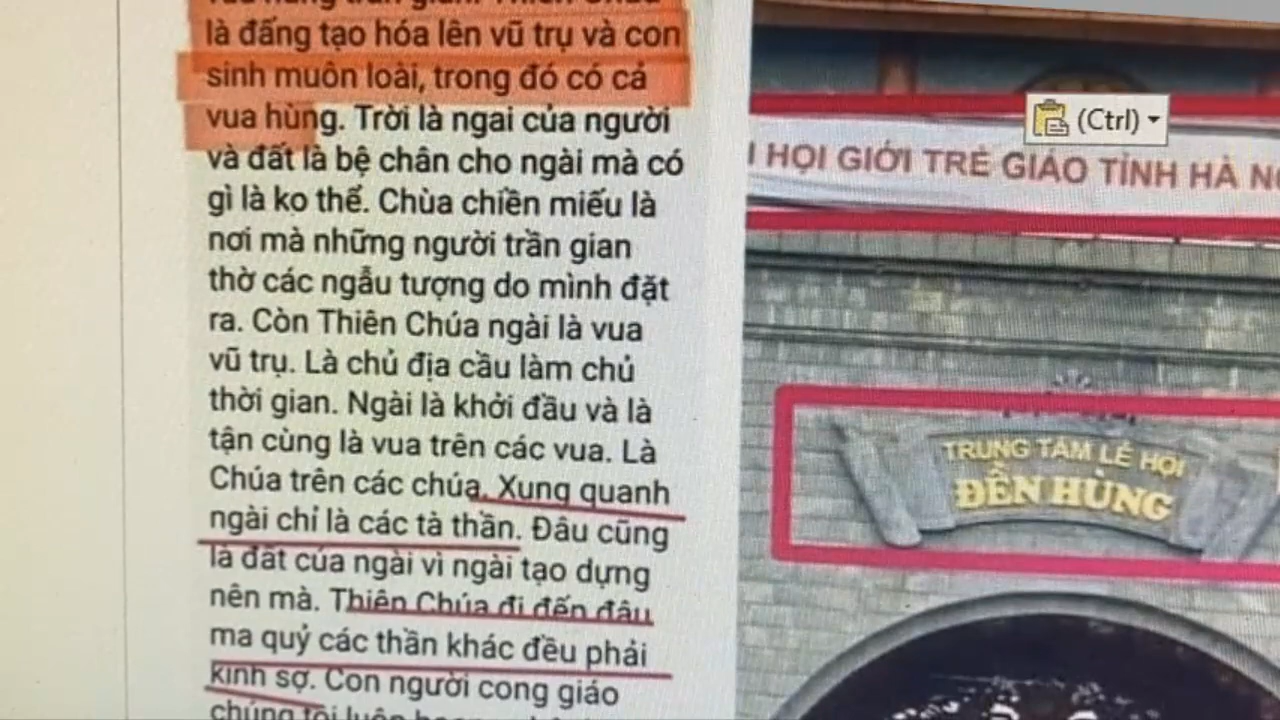 là đấng tạo hóa lên vũ trụ và con
sinh muôn loài, trong đó có cả
vua hùng. Trời là ngai của người
và đất là bệ chân cho ngài mà có
gì là ko thể. Chùa chiền miếu là
nơi mà những người trần gian
thờ các ngẫu tượng do mình đặt
ra. Còn Thiên Chúa ngài là vua
vũ trụ. Là chủ địa cầu làm chủ
thời gian. Ngài là khởi đầu và là
tận cùng là vua trên các vua. Là
Chúa trên các chúa. Xung quanh
ngài chỉ là các tà thần. Đâu cũng
là đất của ngài vì ngài tạo dựng
nên mà. Thiên Chúa đi đến đâu
ma quỷ các thần khác đều phải
kinh sợ. Con người cong giáo
(Ctrl)
HỘI GIỚI TRẺ GIÁO TỈNH HÀ
TRUNG TÂM LỄ HỘI
ĐỀN HÙNG